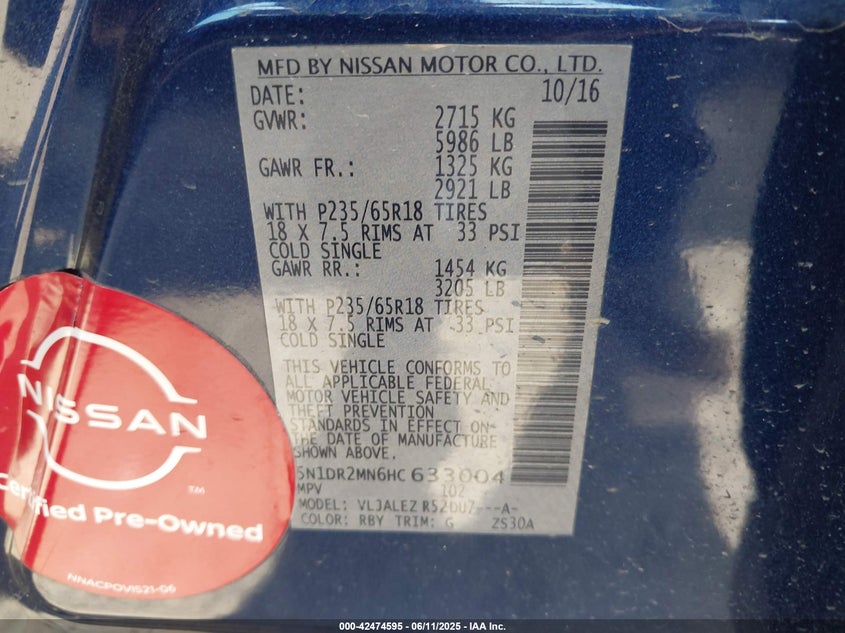 MFD BY NISSAN MOTOR CO., LTD.
DATE: 10/16
GVWR: 2715 KG
5986 LB
GAWR FR.: 1325 KG
2921 LB
WITH P235/65R18 TIRES
18 X 7.5 RIMS AT 33 PSI
COLD SINGLE
GAWR RR.: 1454 KG
3205 LB
WITH P235/65R18 TIRES
18 X 7.5 RIMS AT 33 PSI
COLD SINGLE
THIS VEHICLE CONFORMS TO
ALL APPLICABLE FEDERAL
MOTOR VEHICLE SAFETY AND
THEFT PREVENTION
STANDARDS IN EFFECT ON
THE DATE OF MANUFACTURE
SHOWN ABOVE.
5N1DR2MN6HC 633004
MPV 102
MODEL: VL3ALEZ R52DU7---A-
COLOR: RBY TRIM: G ZS30A
NISSAN
TM
Certified Pre-Owned
NNACPOV1521-06
000-42474595 - 06/11/2025 - IAA Inc.